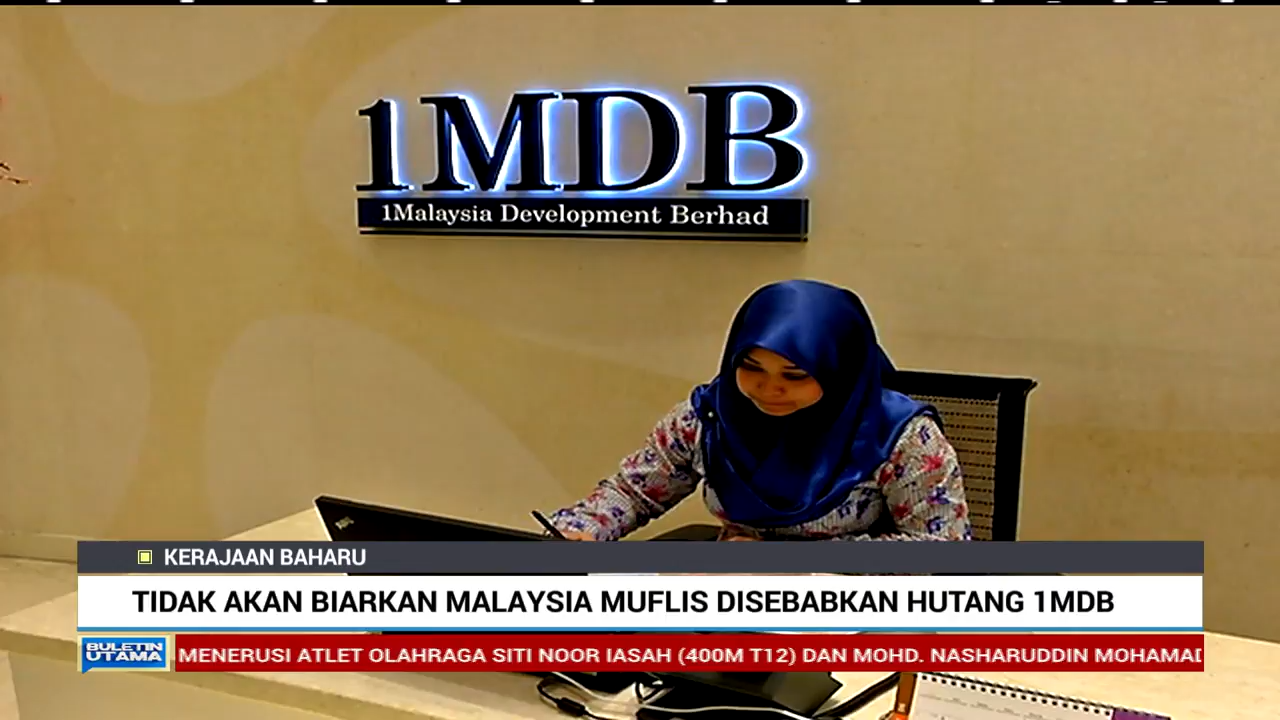 1MDB
1Malaysia Development Berhad
KERAJAAN BAHARU
TIDAK AKAN BIARKAN MALAYSIA MUFLIS DISEBABKAN HUTANG 1MDB
BULETIN
UTAMA
MENERUSI ATLET OLAHRAGA SITI NOOR IASAH (400M T12) DAN MOHD. NASHARUDDIN MOHAMAD